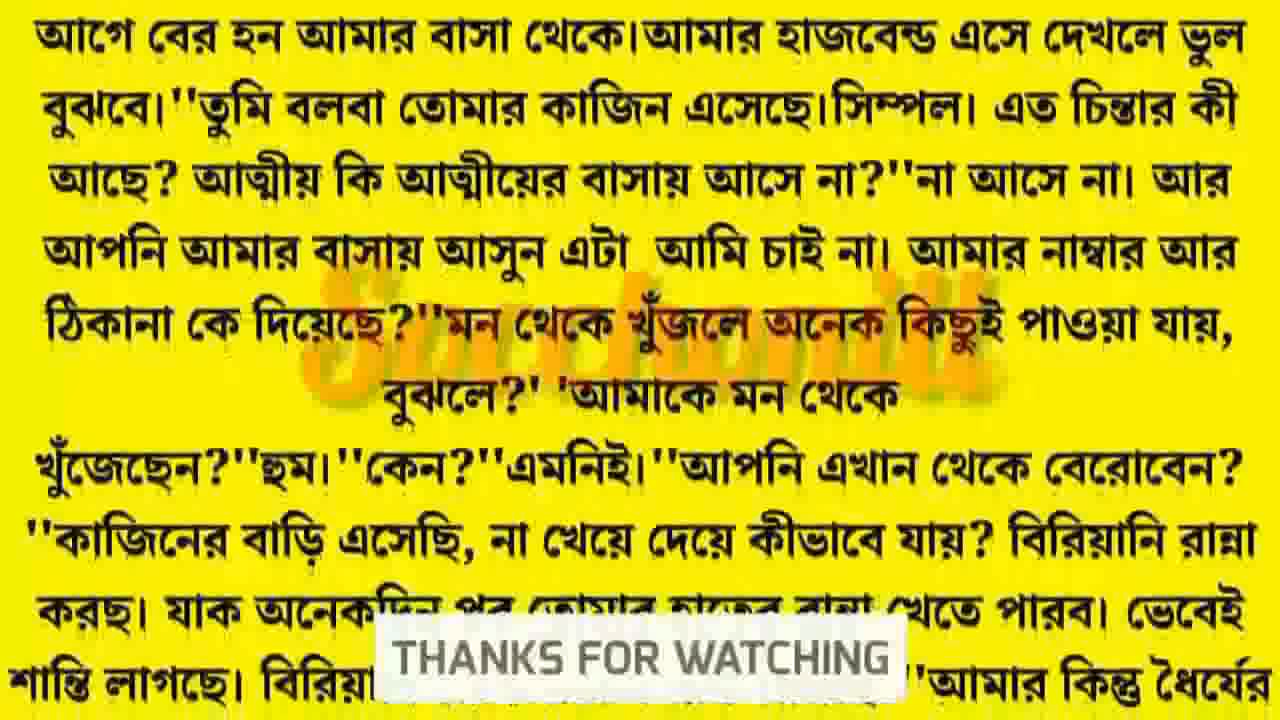 আগে বের হন আমার বাসা থেকে।আমার হাজবেন্ড এসে দেখলে ভুল
বুঝবে।''তুমি বলবা তোমার কাজিন এসেছে।সিম্পল। এত চিন্তার কী
আছে? আত্মীয় কি আত্মীয়ের বাসায় আসে না?''না আসে না। আর
আপনি আমার বাসায় আসুন এটা আমি চাই না। আমার নাম্বার আর
ঠিকানা কে দিয়েছে?''মন থেকে খুঁজলে অনেক কিছুই পাওয়া যায়,
বুঝলে?' 'আমাকে মন থেকে
খুঁজেছেন?''হুম।''কেন?''এমনিই।''আপনি এখান থেকে বেরোবেন?
''কাজিনের বাড়ি এসেছি, না খেয়ে দেয়ে কীভাবে যায়? বিরিয়ানি রান্না
করছ। যাক অনেকদিন পর তোমার হাতের রান্না খেতে পারব। ভেবেই
শান্তি লাগছে। ''আমার কিন্তু ধৈর্যের
THANKS FOR WATCHING